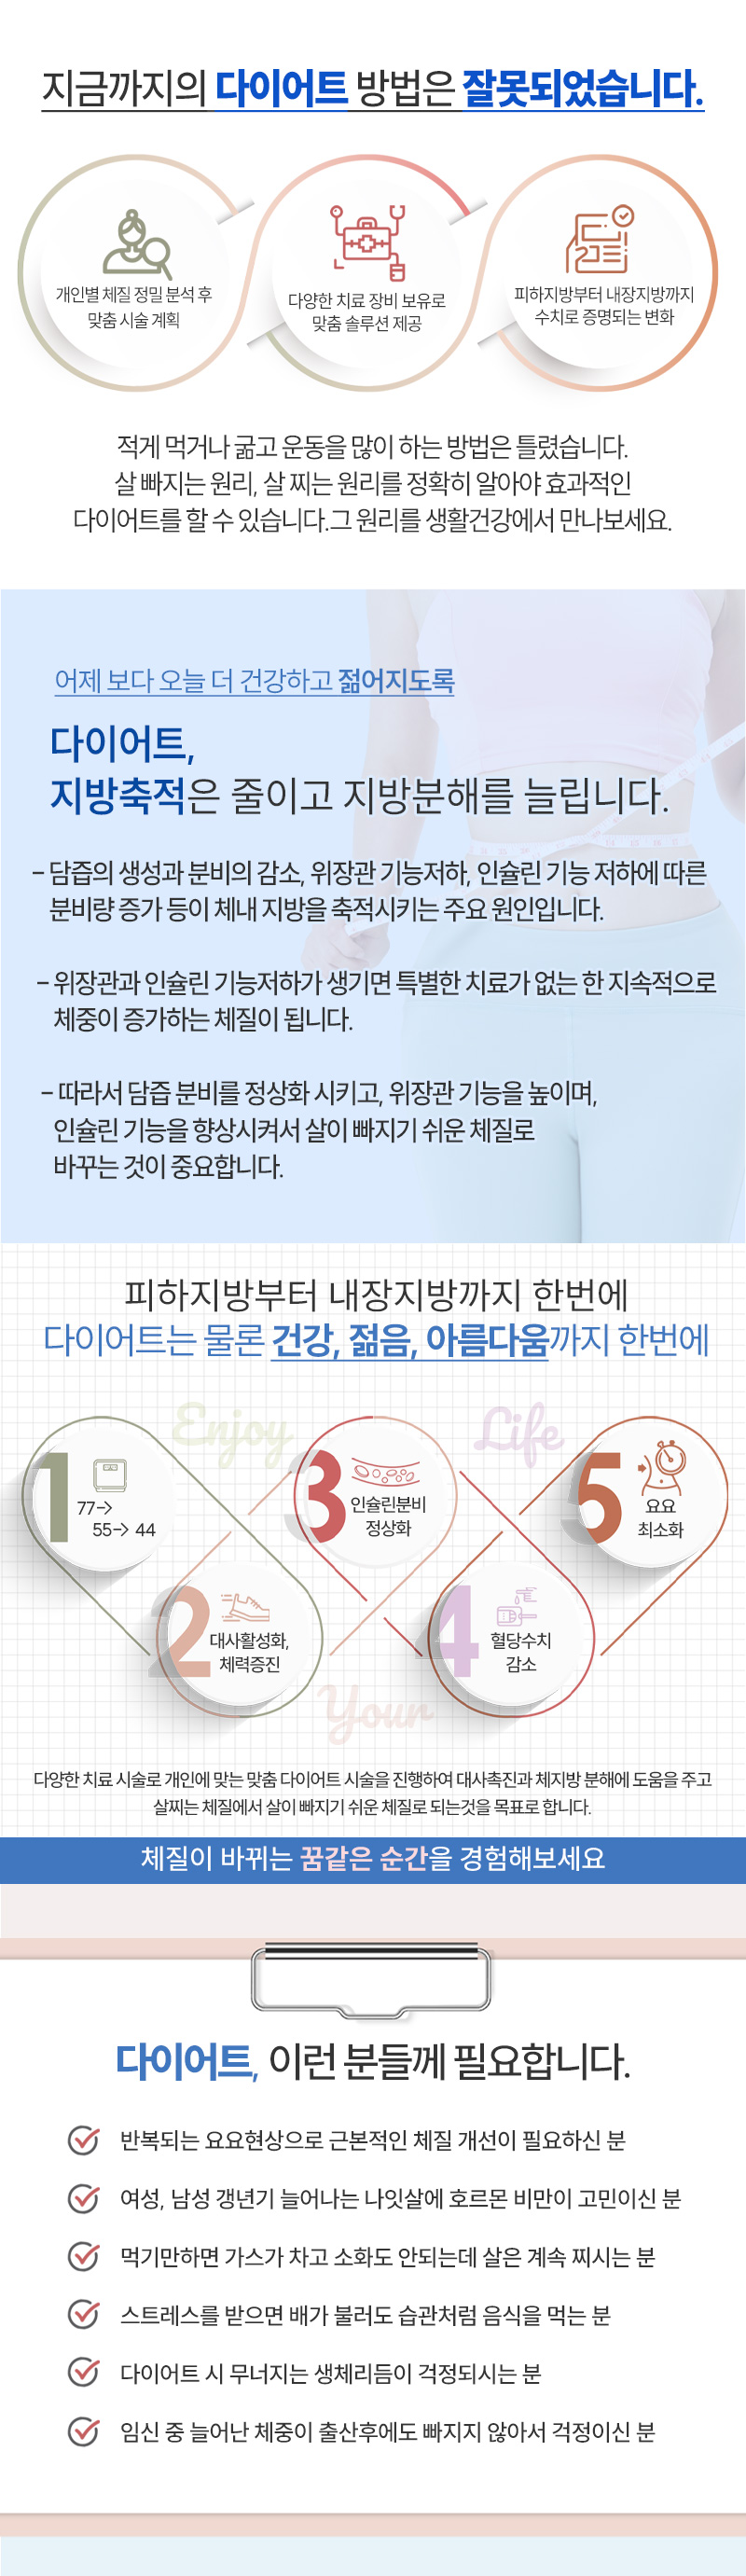 지금까지의 다이어트 방법은 잘못되었습니다.
개인별 체질 정밀 분석 후
맞춤 시술 계획
다양한 치료 장비 보유로
맞춤 솔루션 제공
피하지방부터 내장지방까지
수치로 증명되는 변화
적게 먹거나 굶고 운동을 많이 하는 방법은 틀렸습니다.
살 빠지는 원리, 살 찌는 원리를 정확히 알아야 효과적인
다이어트를 할 수 있습니다.그 원리를 생활건강에서 만나보세요.
어제 보다 오늘 더 건강하고 젊어지도록
다이어트,
지방축적은 줄이고 지방분해를 늘립니다.
- 담즙의 생성과 분비의 감소, 위장관 기능저하, 인슐린 기능 저하에 따른
분비량 증가 등이 체내 지방을 축적시키는 주요 원인입니다.
- 위장관과 인슐린 기능저하가 생기면 특별한 치료가 없는 한 지속적으로
체중이 증가하는 체질이 됩니다.
- 따라서 담즙 분비를 정상화 시키고, 위장관 기능을 높이며,
인슐린 기능을 향상시켜서 살이 빠지기 쉬운 체질로
바꾸는 것이 중요합니다.
피하지방부터 내장지방까지 한번에
다이어트는 물론 건강, 젊음, 아름다움까지 한번에
Enjoy
Life
1
77->
55-> 44
3
인슐린분비
정상화
5
요요
최소화
2
대사활성화,
체력증진
4
혈당수치
감소
Your
다양한 치료 시술로 개인에 맞는 맞춤 다이어트 시술을 진행하여 대사촉진과 체지방 분해에 도움을 주고
살찌는 체질에서 살이 빠지기 쉬운 체질로 되는것을 목표로 합니다.
체질이 바뀌는 꿈같은 순간을 경험해보세요
다이어트, 이런 분들께 필요합니다.
반복되는 요요현상으로 근본적인 체질 개선이 필요하신 분
여성, 남성 갱년기 늘어나는 나잇살에 호르몬 비만이 고민이신 분
먹기만하면 가스가 차고 소화도 안되는데 살은 계속 찌시는 분
스트레스를 받으면 배가 불러도 습관처럼 음식을 먹는 분
다이어트 시 무너지는 생체리듬이 걱정되시는 분
임신 중 늘어난 체중이 출산후에도 빠지지 않아서 걱정이신 분